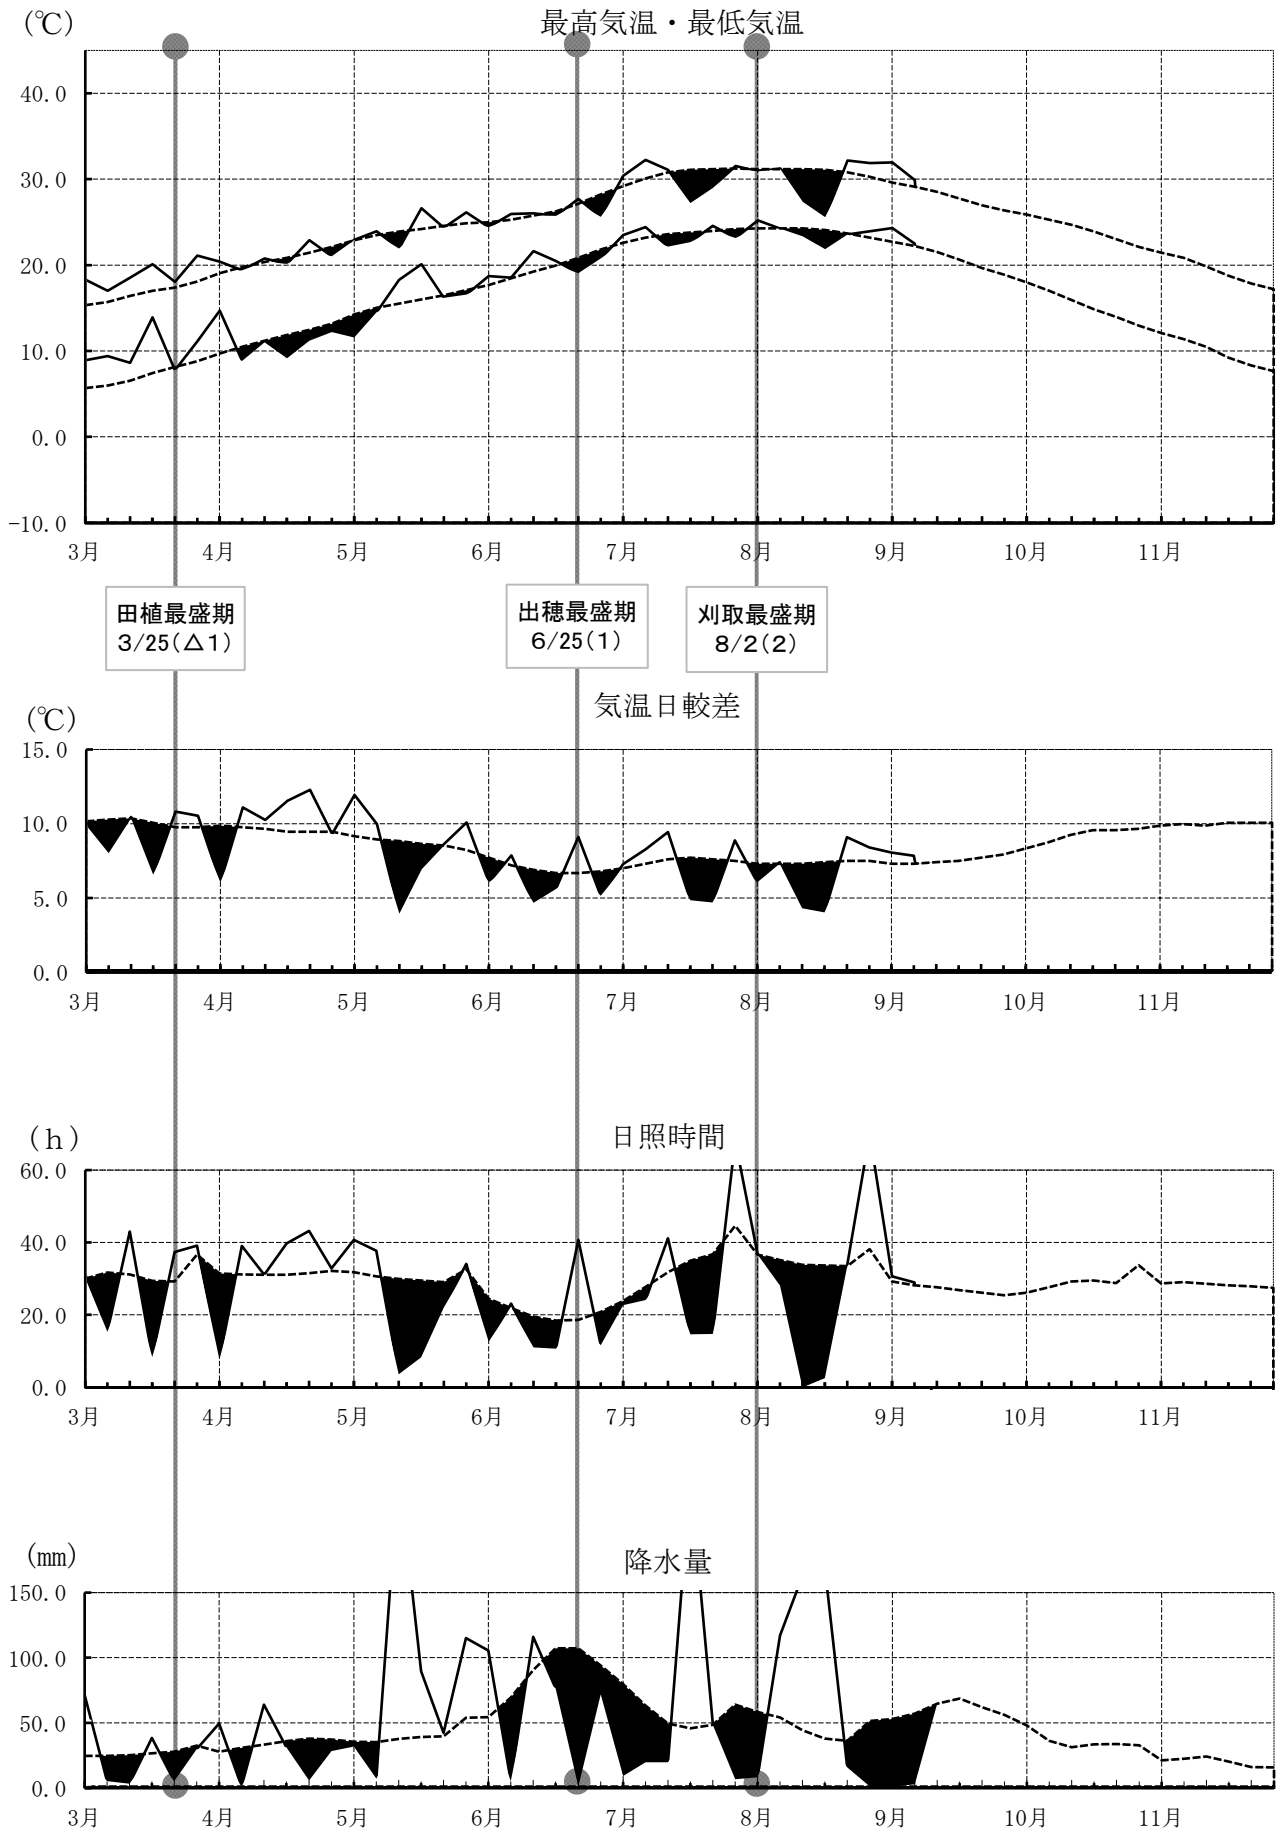 (℃)
最高気温・最低気温
40.0
30.0
20.0
10.0
0.0
-10.0
3月 4月 5月 6月 7月 8月 9月 10月 11月
田植最盛期
3/25(△1)
出穂最盛期
6/25(1)
刈取最盛期
8/2(2)
(℃)
気温日較差
15.0
10.0
5.0
0.0
3月 4月 5月 6月 7月 8月 9月 10月 11月
(ｈ)
日照時間
60.0
40.0
20.0
0.0
3月 4月 5月 6月 7月 8月 9月 10月 11月
(㎜)
降水量
150.0
100.0
50.0
0.0
3月 4月 5月 6月 7月 8月 9月 10月 11月